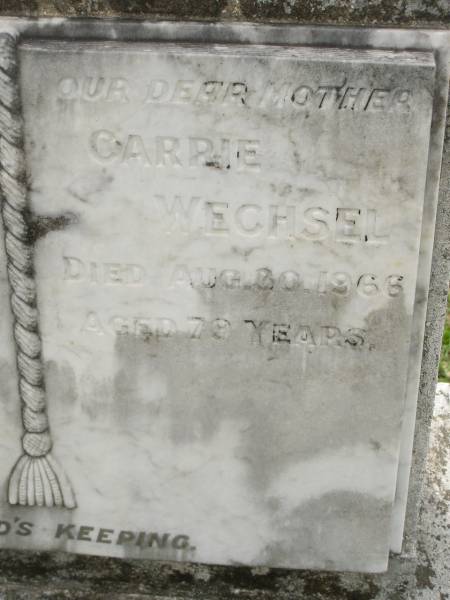 OUR DEAR MOTHER
CARRIE
WECHSEL
DIED AUG. 30. 1966
AGED 79 YEARS.
D'S KEEPING.